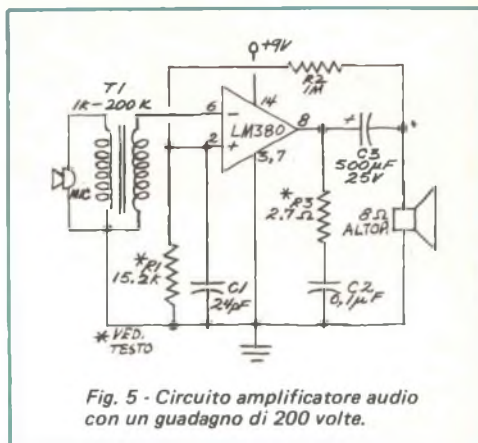 +9V
T1
1K-200K
R2
1M
6
-
14
LM380
8
2
+
3,7
+
C3
500µF
25V
MIC
*R3
2.7Ω
8Ω
ALTOP.
*R1
15.2K
C1
24pF
C2
0,1µF
*VED.
TESTO
Fig. 5 - Circuito amplificatore audio
con un guadagno di 200 volte.